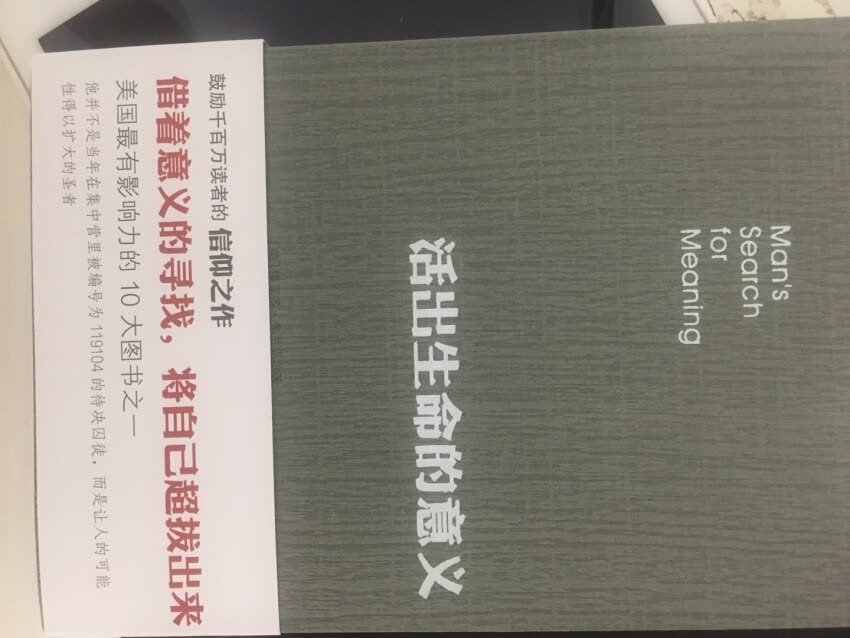 Man's
Search
for
Meaning
活出生命的意义
鼓励千百万读者的 信仰之作
借着意义的寻找，将自己超拔出来
美国最有影响力的 10 大图书之一
他并不是当年在集中营里被编号为 119104 的待决囚徒，而是让人的可能
性得以扩大的圣者